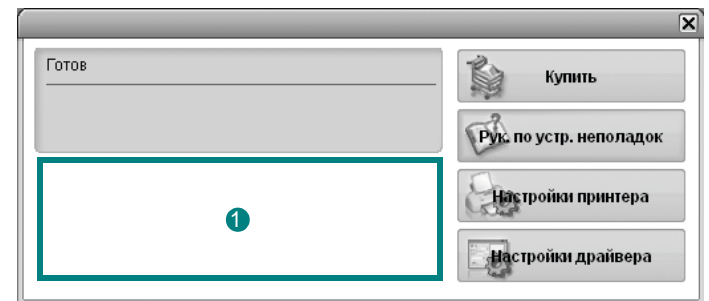 Готов
Купить
Рук. по устр. неполадок
1
Настройки принтера
Настройки драйвера